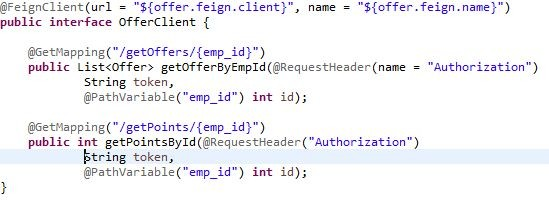 @FeignClient(url = "${offer.feign.client}", name = "${offer.feign.name}")
public interface OfferClient {
@GetMapping("/getOffers/{emp_id}")
public List<Offer> getOfferByEmpId(@RequestHeader(name = "Authorization")
String token,
@PathVariable("emp_id") int id);
@GetMapping("/getPoints/{emp_id}")
public int getPointsById(@RequestHeader("Authorization")
String token,
@PathVariable("emp_id") int id);
}